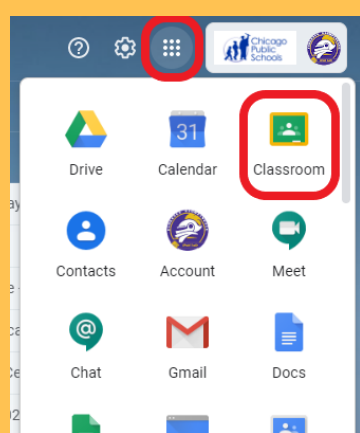 Chicago
Public
Schools
31
Drive
Calendar
Classroom
Contacts
Account
Meet
@
Chat
Gmail
Docs